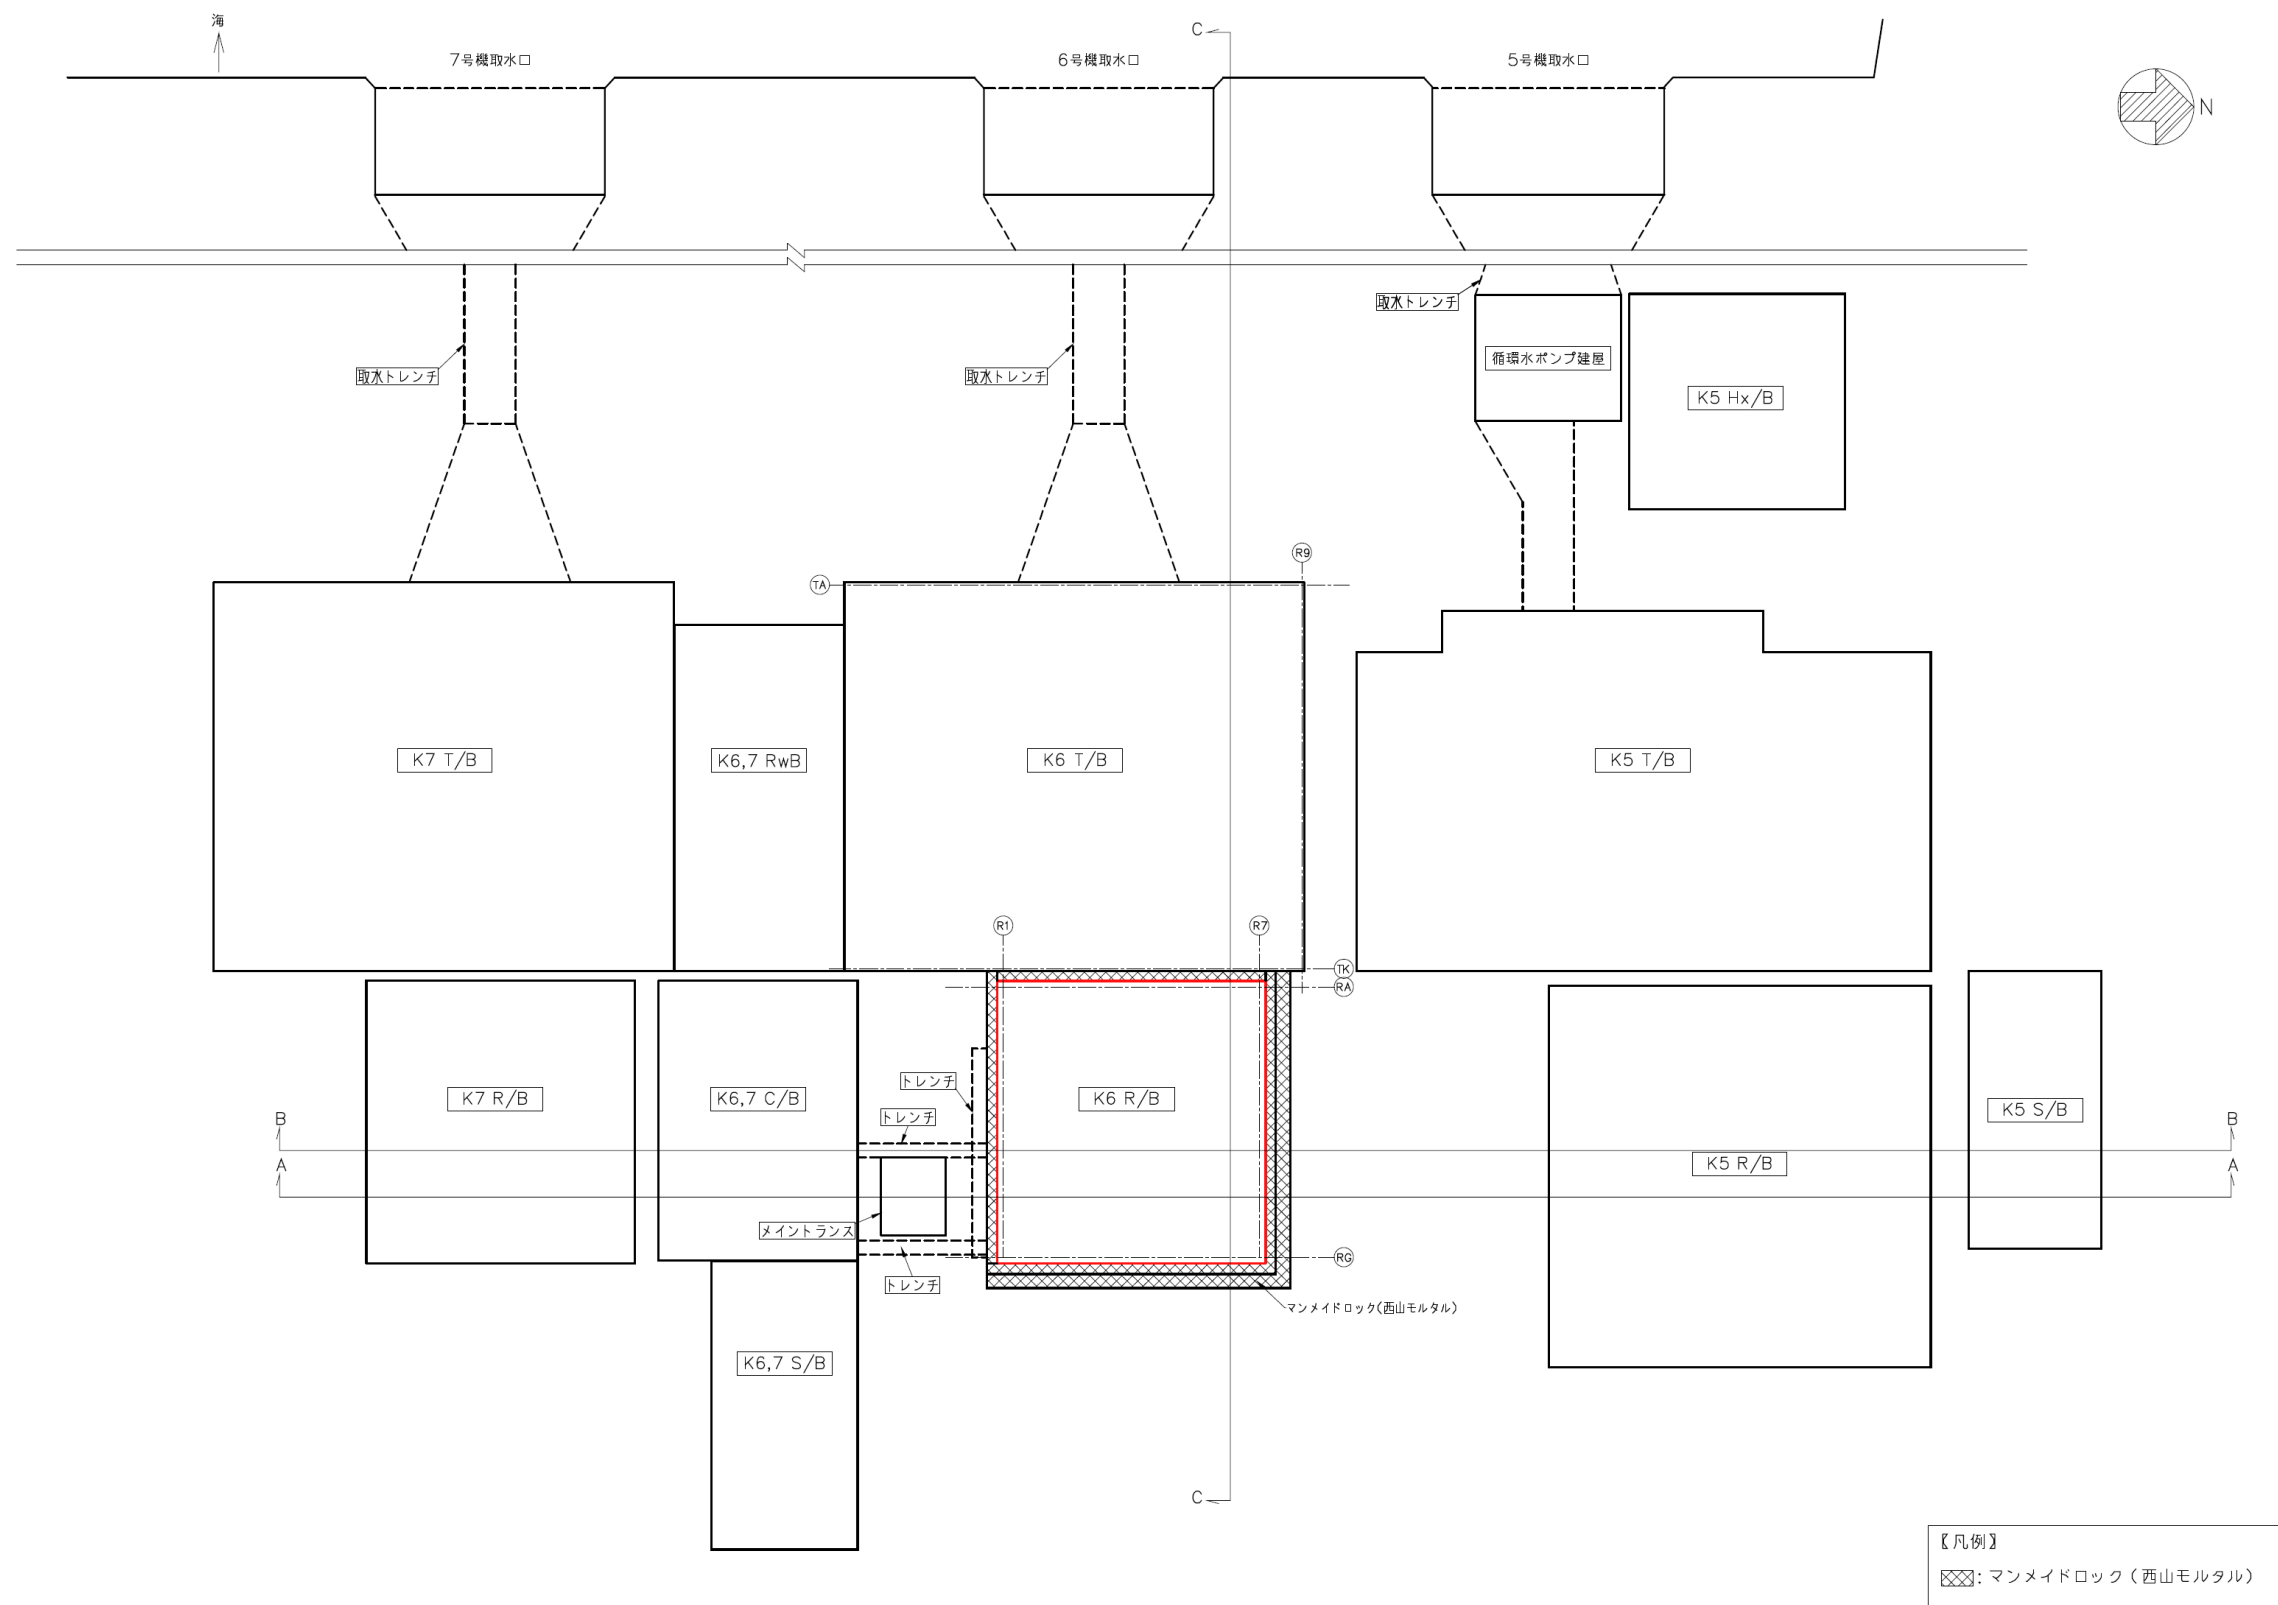 海
C
7号機取水口
6号機取水口
5号機取水口
N
取水トレンチ
取水トレンチ
取水トレンチ
循環水ポンプ建屋
K5 Hx/B
R9
TA
K7 T/B
K6,7 RwB
K6 T/B
K5 T/B
R1
R7
TK
RA
K7 R/B
K6,7 C/B
トレンチ
トレンチ
K6 R/B
K5 S/B
B
B
K5 R/B
A
A
メイントランス
トレンチ
RG
マンメイドロック(西山モルタル)
K6,7 S/B
C
【凡例】
:マンメイドロック(西山モルタル)